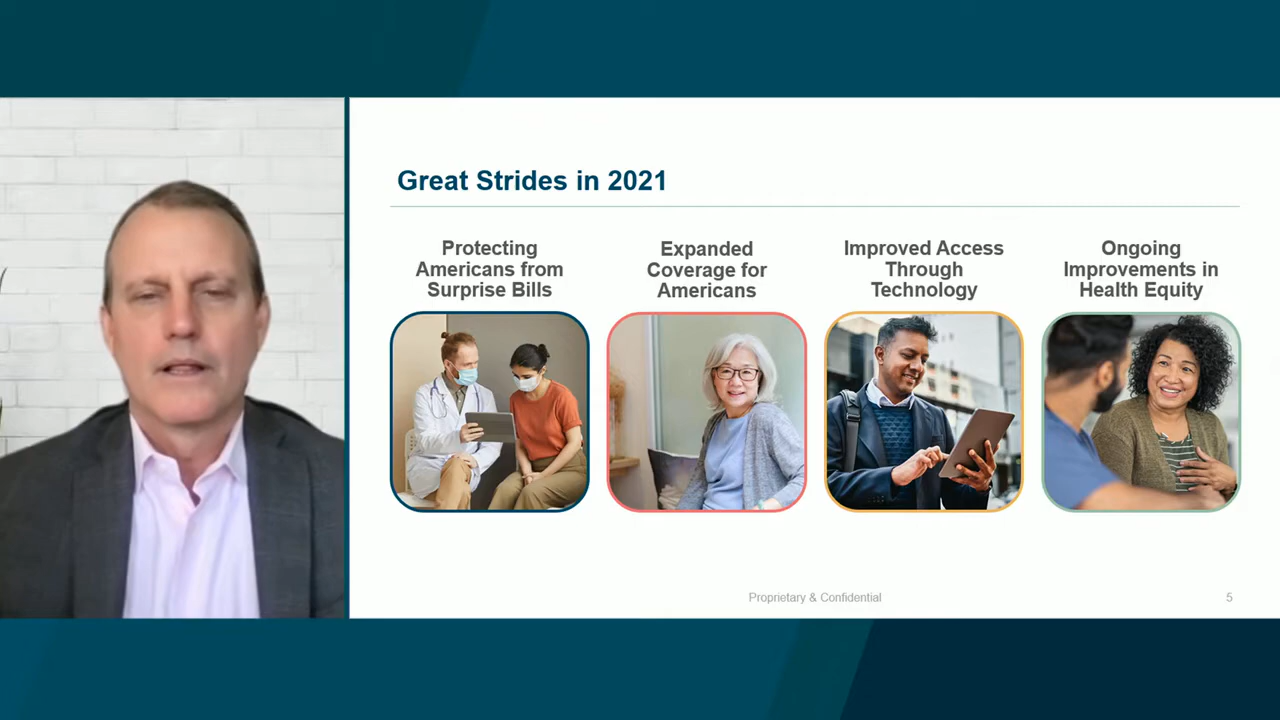 Great Strides in 2021
Protecting
Americans from
Surprise Bills
Expanded
Coverage for
Americans
Improved Access
Through
Technology
Ongoing
Improvements in
Health Equity
Proprietary & Confidential
5